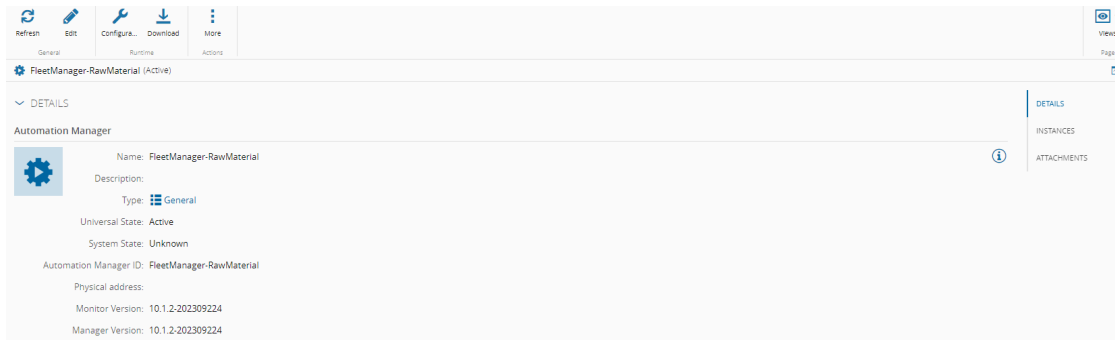 Refresh Edit Configura... Download More Views
General Runtime Actions Page
FleetManager-RawMaterial (Active)
DETAILS
DETAILS
INSTANCES
ATTACHMENTS
Automation Manager
Name: FleetManager-RawMaterial
Description:
Type: General
Universal State: Active
System State: Unknown
Automation Manager ID: FleetManager-RawMaterial
Physical address:
Monitor Version: 10.1.2-202309224
Manager Version: 10.1.2-202309224